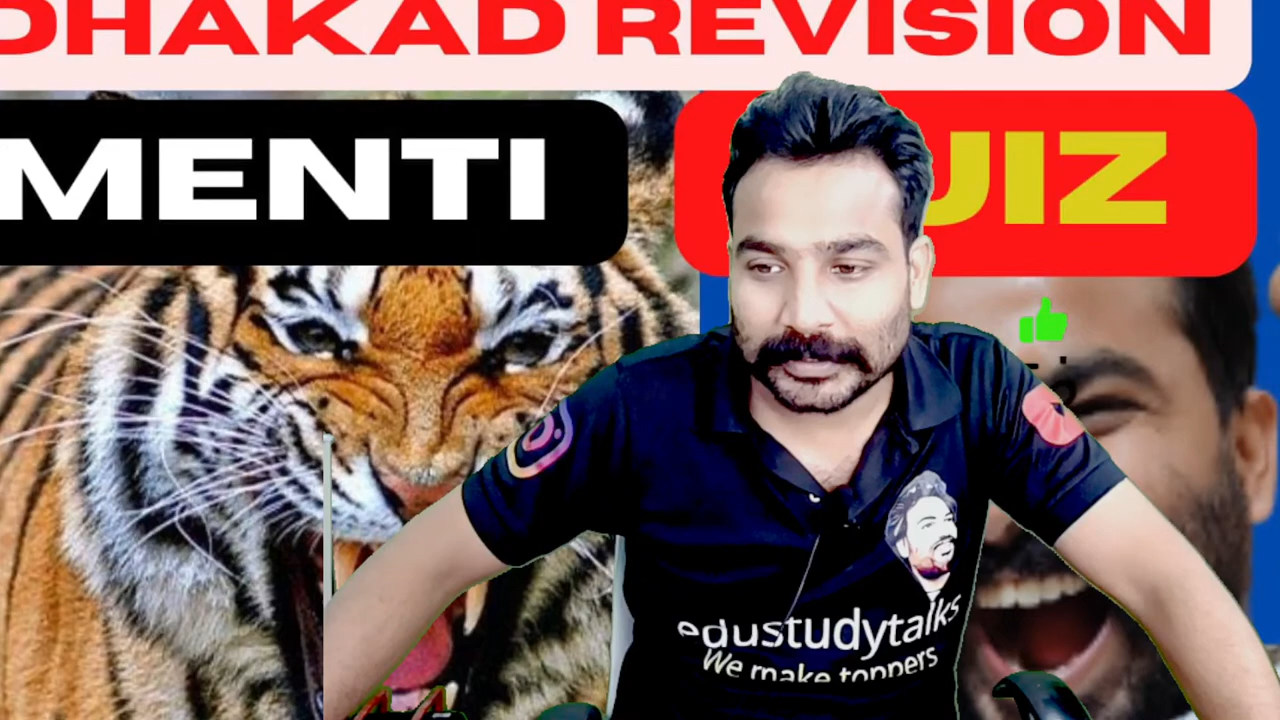 DHAKAD REVISION
MENTI
UIZ
edustudytalks
We make toppers